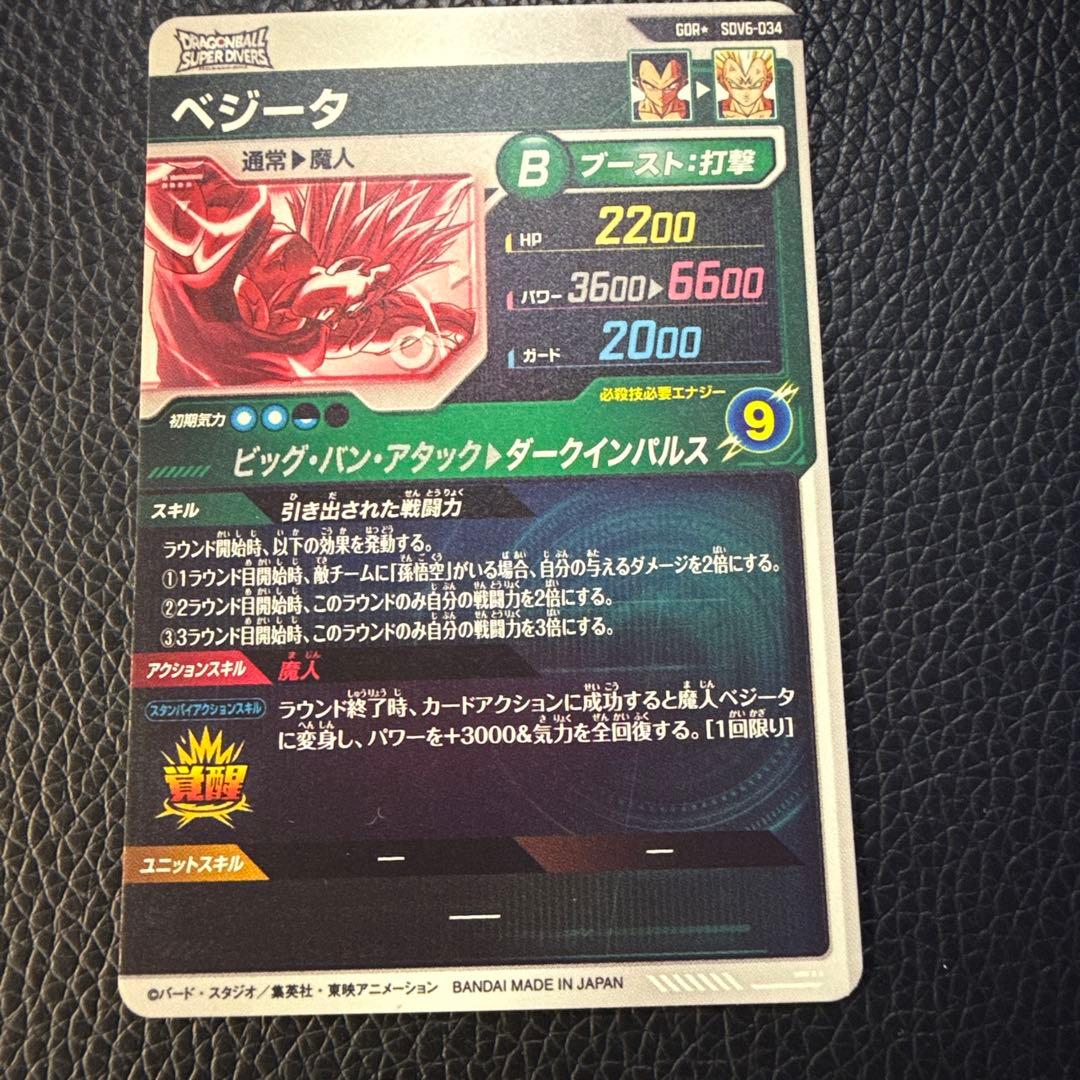 DRAGONBALL
SUPER DIVERS
GDR★ SDV6-034
ベジータ
通常▶魔人
B ブースト:打撃
HP 2200
パワー 3600▶6600
ガード 2000
必殺技必要エナジー
9
初期気力
ビッグ・バン・アタック▶ダークインパルス
スキル 引き出された戦闘力
ラウンド開始時、以下の効果を発動する。
①1ラウンド目開始時、敵チームに「孫悟空」がいる場合、自分の与えるダメージを2倍にする。
②2ラウンド目開始時、このラウンドのみ自分の戦闘力を2倍にする。
③3ラウンド目開始時、このラウンドのみ自分の戦闘力を3倍にする。
アクションスキル 魔人
スタンバイアクションスキル
ラウンド終了時、カードアクションに成功すると魔人ベジータ
に変身し、パワーを+3000&気力を全回復する。[1回限り]
覚醒
ユニットスキル ー ー
ー
©バード・スタジオ/集英社・東映アニメーション BANDAI MADE IN JAPAN